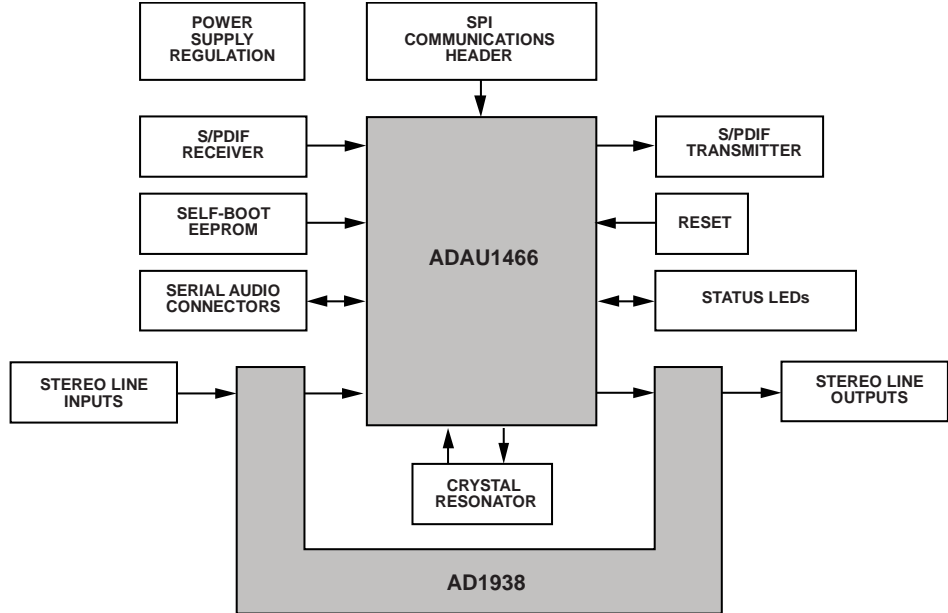 POWER
SUPPLY
REGULATION
SPI
COMMUNICATIONS
HEADER
S/PDIF
RECEIVER
S/PDIF
TRANSMITTER
SELF-BOOT
EEPROM
RESET
ADAU1466
SERIAL AUDIO
CONNECTORS
STATUS LEDs
STEREO LINE
INPUTS
STEREO LINE
OUTPUTS
CRYSTAL
RESONATOR
AD1938